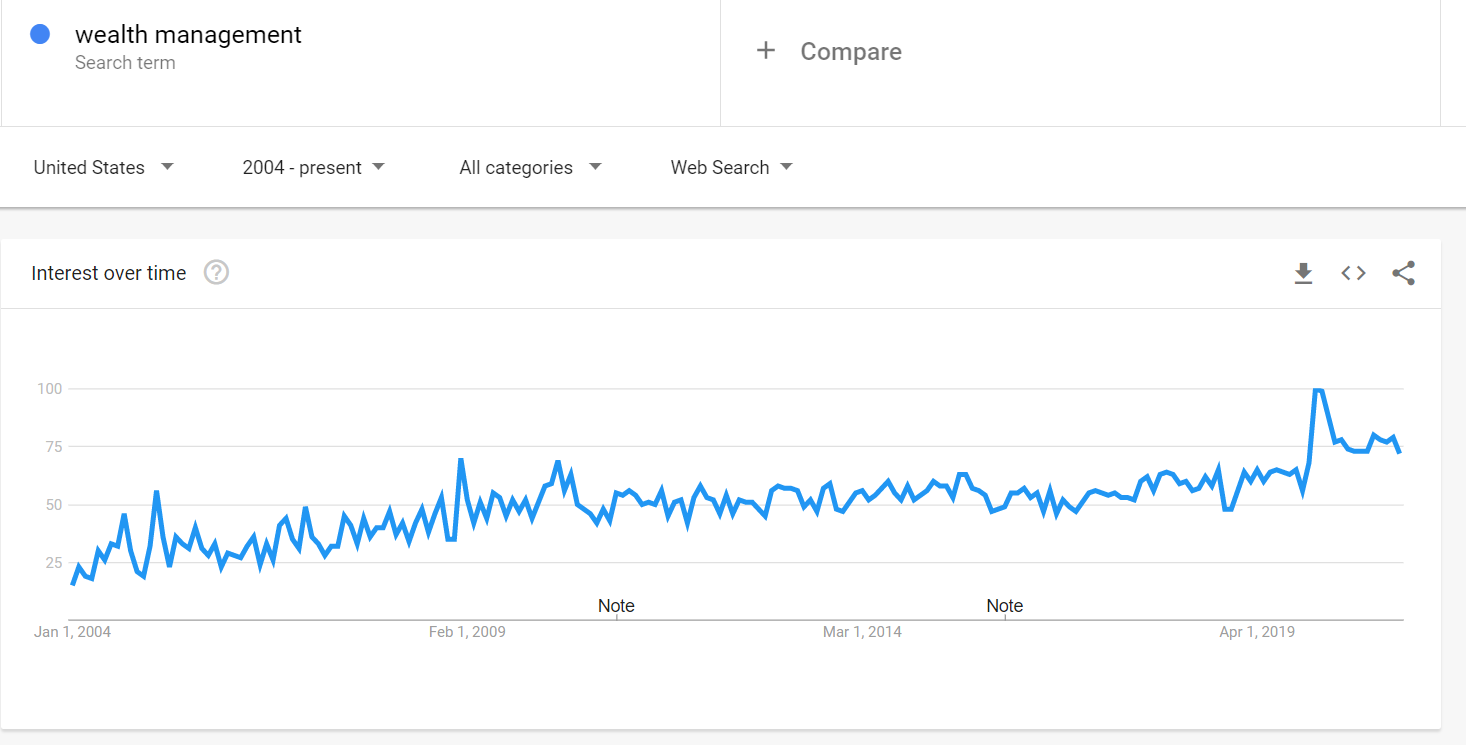 wealth management
Search term
+ Compare
United States
2004 - present
All categories
Web Search
Interest over time
?
100
75
50
25
Note
Note
Jan 1, 2004
Feb 1, 2009
Mar 1, 2014
Apr 1, 2019